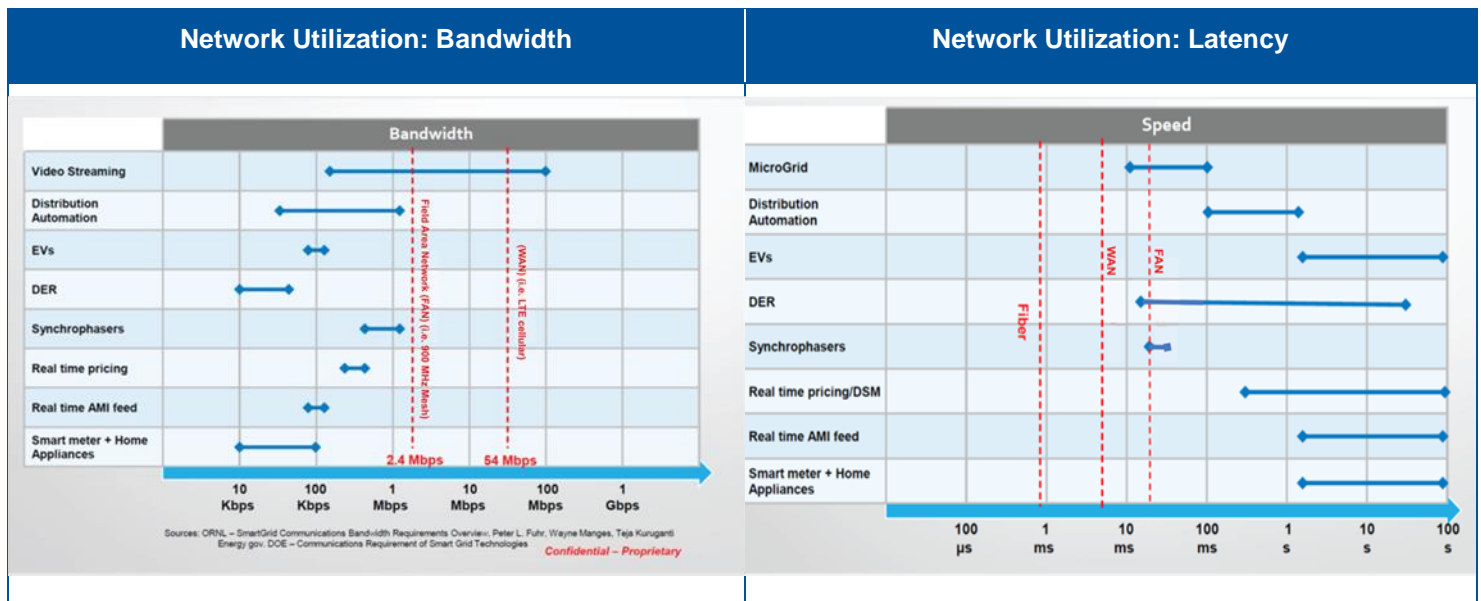 Network Utilization: Bandwidth
Network Utilization: Latency
Bandwidth
Video Streaming
Distribution
Automation
EVs
DER
Synchrophasers
Real time pricing
Real time AMI feed
Smart meter + Home
Appliances
Field Area Network (FAN) (i.e. 900 MHz Mesh)
(WAN) (i.e. LTE cellular)
2.4 Mbps
54 Mbps
10
Kbps
100
Kbps
1
Mbps
10
Mbps
100
Mbps
1
Gbps
Sources: ORNL – SmartGrid Communications Bandwidth Requirements Overview, Peter L. Fuhr, Wayne Manges, Teja Kuruganti
Energy gov. DOE – Communications Requirement of Smart Grid Technologies
Confidential – Proprietary
Speed
MicroGrid
Distribution
Automation
EVs
DER
Synchrophasers
Real time pricing/DSM
Real time AMI feed
Smart meter + Home
Appliances
Fiber
WAN
FAN
100
µs
1
ms
10
ms
100
ms
1
s
10
s
100
s